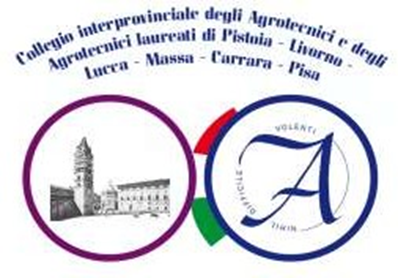 Collegio interprovinciale degli Agrotecnici e degli
Agrotecnici laureati di Pistoia - Livorno -
Lucca - Massa - Carrara - Pisa
VOLENTI
NIHIL
DIFFICILE
A